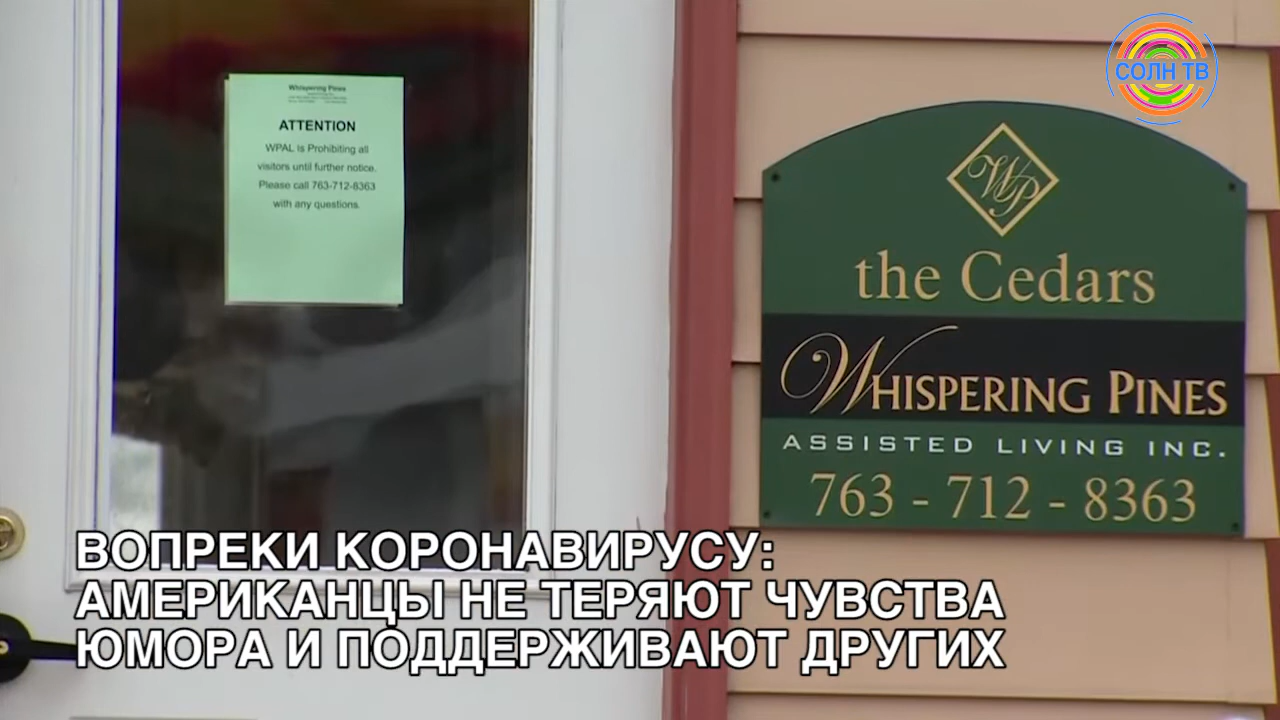 Whispering Pines
ATTENTION
WPAL is Prohibiting all
visitors until further notice.
Please call 763-712-8363
with any questions.
СОЛН ТВ
WP
the Cedars
WHISPERING PINES
ASSISTED LIVING INC.
763 - 712 - 8363
ВОПРЕКИ КОРОНАВИРУСУ:
АМЕРИКАНЦЫ НЕ ТЕРЯЮТ ЧУВСТВА
ЮМОРА И ПОДДЕРЖИВАЮТ ДРУГИХ